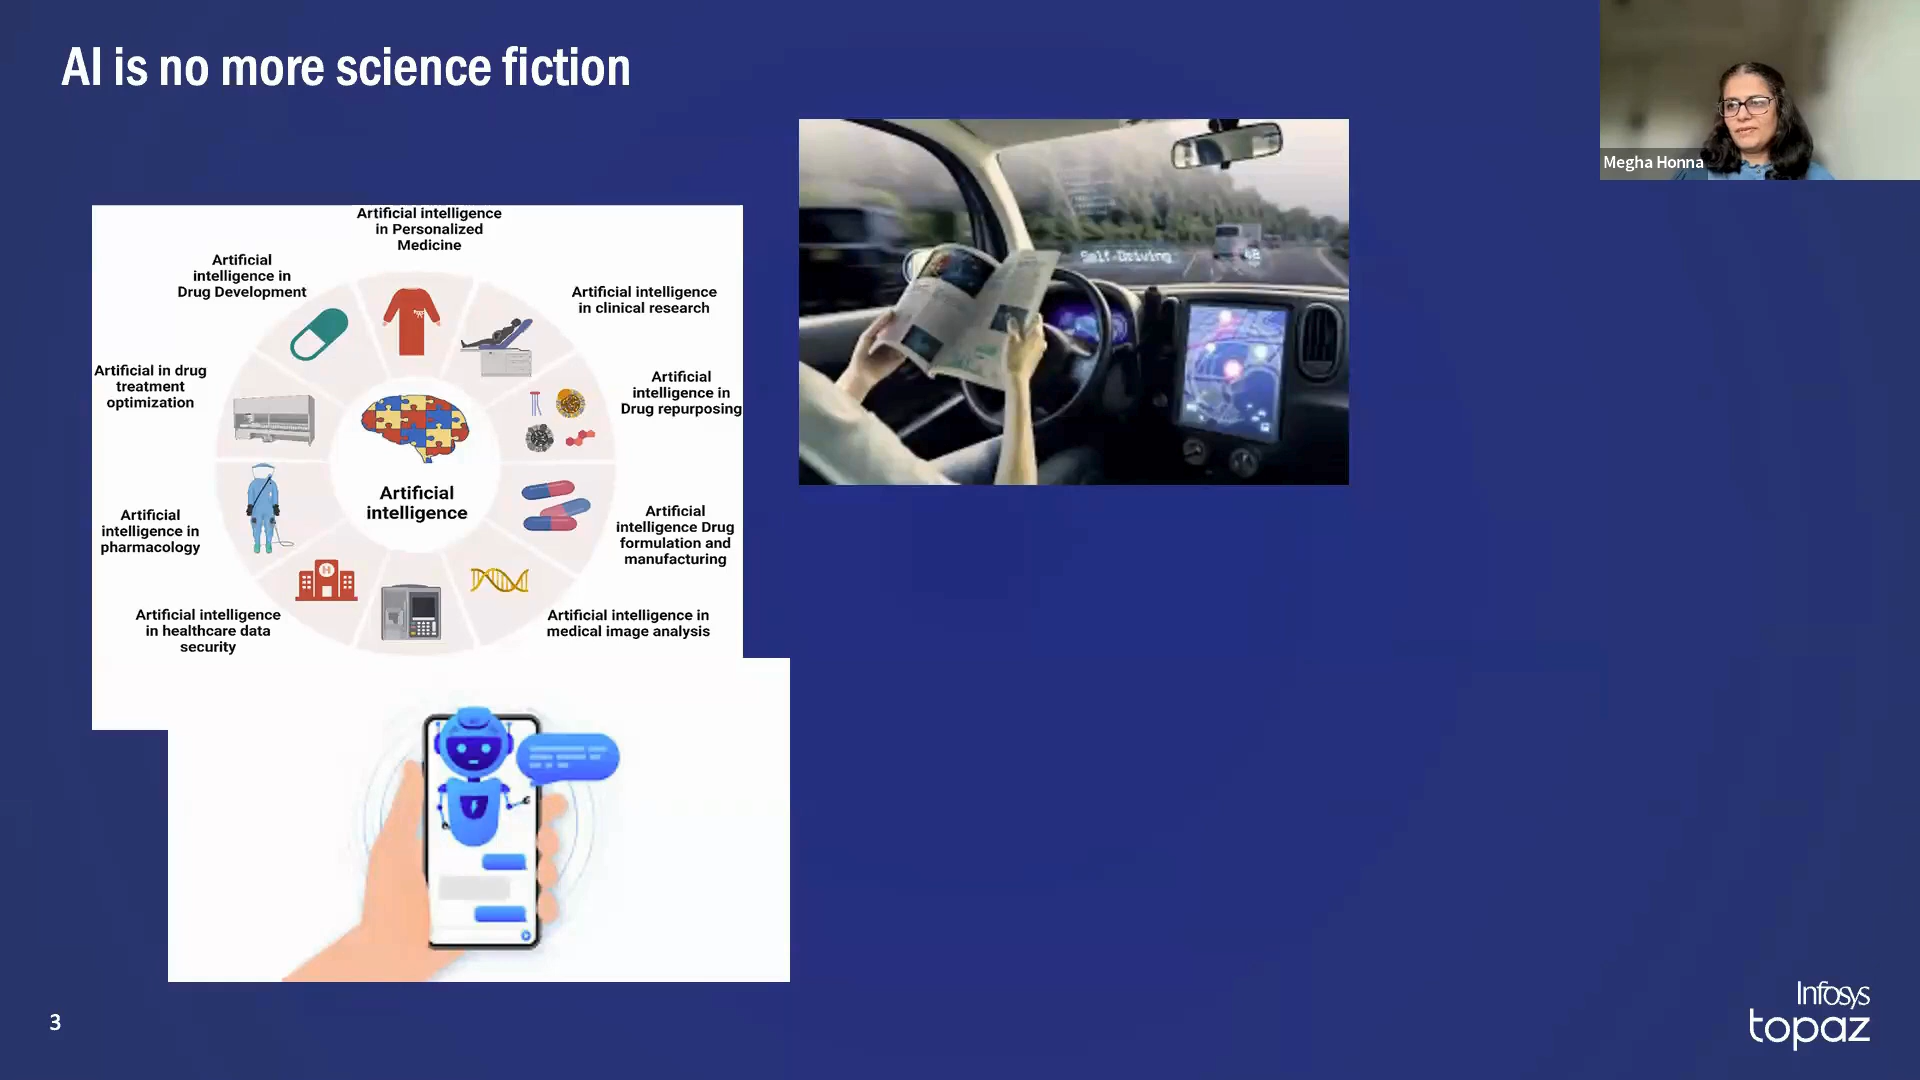 AI is no more science fiction
Megha Honna
Artificial intelligence
in Personalized
Medicine
Artificial
intelligence in
Drug Development
Artificial intelligence
in clinical research
Artificial in drug
treatment
optimization
Artificial
intelligence in
Drug repurposing
Artificial
intelligence
Artificial
intelligence in
pharmacology
Artificial
intelligence Drug
formulation and
manufacturing
Artificial intelligence
in healthcare data
security
Artificial intelligence in
medical image analysis
H
Self-Driving
3
Infosys
topaz